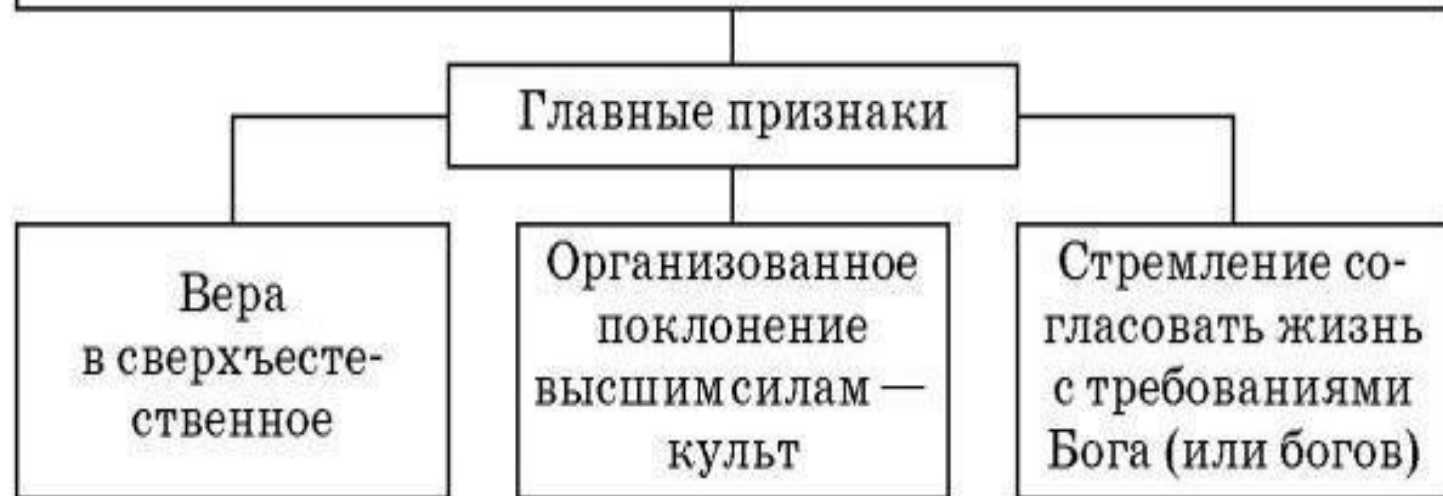 Главные признаки
Вера
в сверхъесте-
ственное
Организованное
поклонение
высшим силам —
культ
Стремление со-
гласовать жизнь
с требованиями
Бога (или богов)